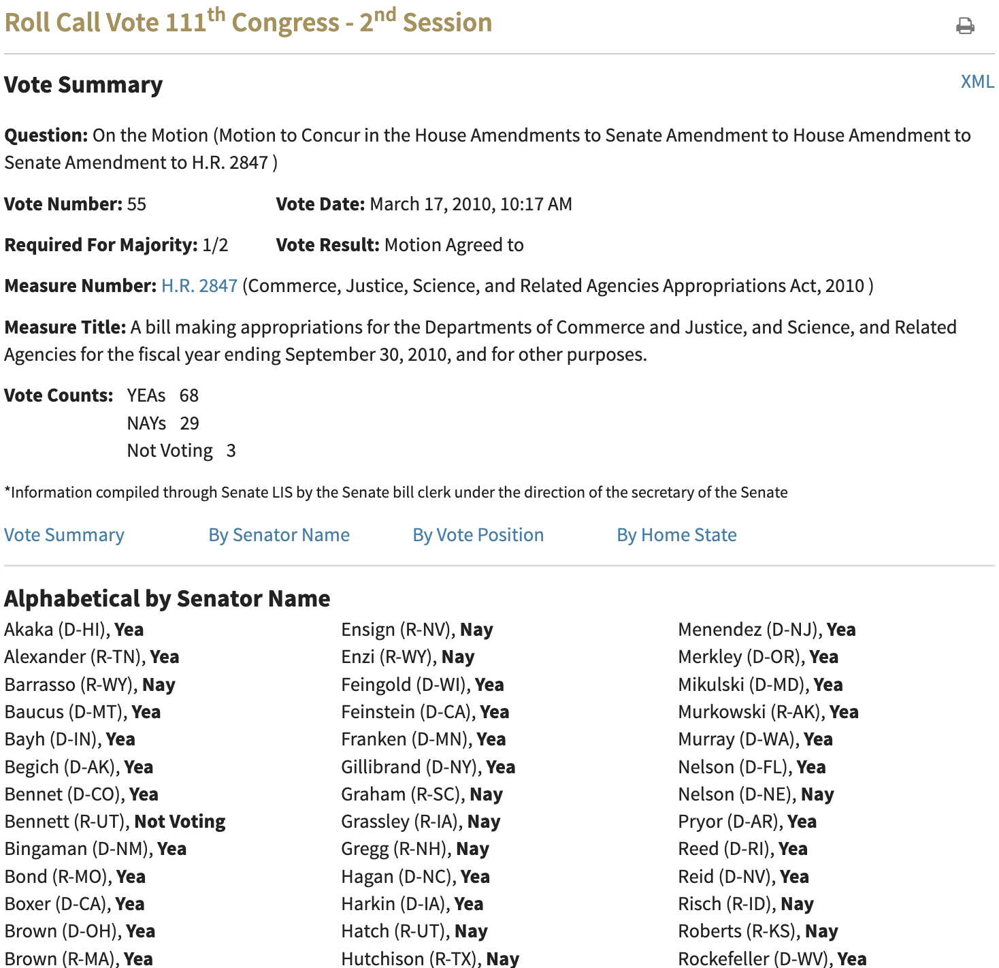 Roll Call Vote 111th Congress - 2nd Session
Vote Summary
XML
Question: On the Motion (Motion to Concur in the House Amendments to Senate Amendment to House Amendment to
Senate Amendment to H.R. 2847 )
Vote Number: 55 Vote Date: March 17, 2010, 10:17 AM
Required For Majority: 1/2 Vote Result: Motion Agreed to
Measure Number: H.R. 2847 (Commerce, Justice, Science, and Related Agencies Appropriations Act, 2010 )
Measure Title: A bill making appropriations for the Departments of Commerce and Justice, and Science, and Related
Agencies for the fiscal year ending September 30, 2010, and for other purposes.
Vote Counts: YEAs 68
NAYs 29
Not Voting 3
*Information compiled through Senate LIS by the Senate bill clerk under the direction of the secretary of the Senate
Vote Summary By Senator Name By Vote Position By Home State
Alphabetical by Senator Name
Akaka (D-HI), Yea
Alexander (R-TN), Yea
Barrasso (R-WY), Nay
Baucus (D-MT), Yea
Bayh (D-IN), Yea
Begich (D-AK), Yea
Bennet (D-CO), Yea
Bennett (R-UT), Not Voting
Bingaman (D-NM), Yea
Bond (R-MO), Yea
Boxer (D-CA), Yea
Brown (D-OH), Yea
Brown (R-MA), Yea
Ensign (R-NV), Nay
Enzi (R-WY), Nay
Feingold (D-WI), Yea
Feinstein (D-CA), Yea
Franken (D-MN), Yea
Gillibrand (D-NY), Yea
Graham (R-SC), Nay
Grassley (R-IA), Nay
Gregg (R-NH), Nay
Hagan (D-NC), Yea
Harkin (D-IA), Yea
Hatch (R-UT), Nay
Hutchison (R-TX), Nay
Menendez (D-NJ), Yea
Merkley (D-OR), Yea
Mikulski (D-MD), Yea
Murkowski (R-AK), Yea
Murray (D-WA), Yea
Nelson (D-FL), Yea
Nelson (D-NE), Nay
Pryor (D-AR), Yea
Reed (D-RI), Yea
Reid (D-NV), Yea
Risch (R-ID), Nay
Roberts (R-KS), Nay
Rockefeller (D-WV), Yea